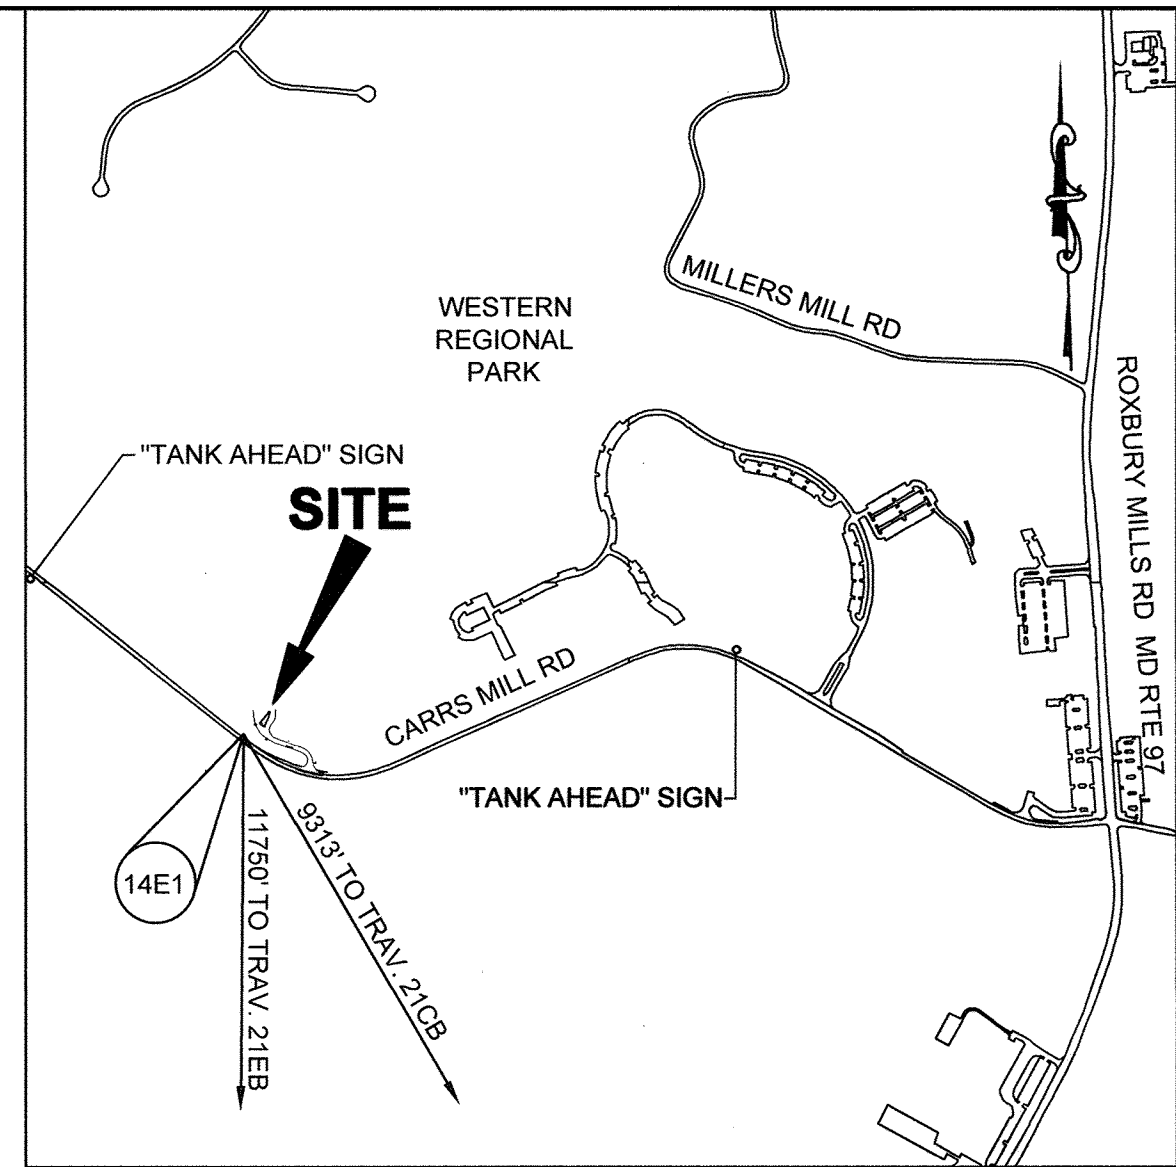 MILLERS MILL RD
WESTERN
REGIONAL
PARK
ROXBURY MILLS RD MD RTE 97
"TANK AHEAD" SIGN
SITE
CARRS MILL RD
"TANK AHEAD" SIGN
14E1
11750' TO TRAV. 21EB
9313' TO TRAV. 21CB